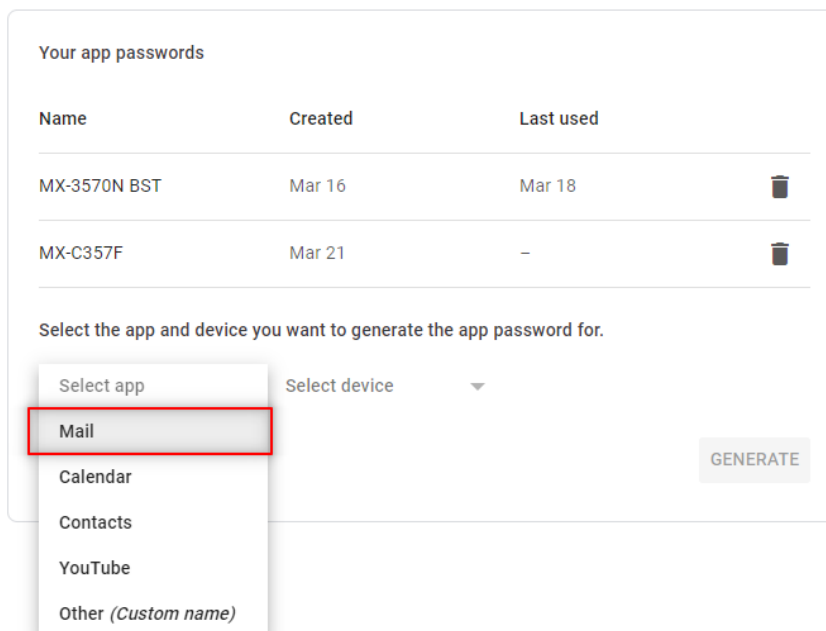 Your app passwords
Name Created Last used
MX-3570N BST Mar 16 Mar 18
MX-C357F Mar 21 –
Select the app and device you want to generate the app password for.
Select app Select device
Mail
GENERATE
Calendar
Contacts
YouTube
Other (Custom name)